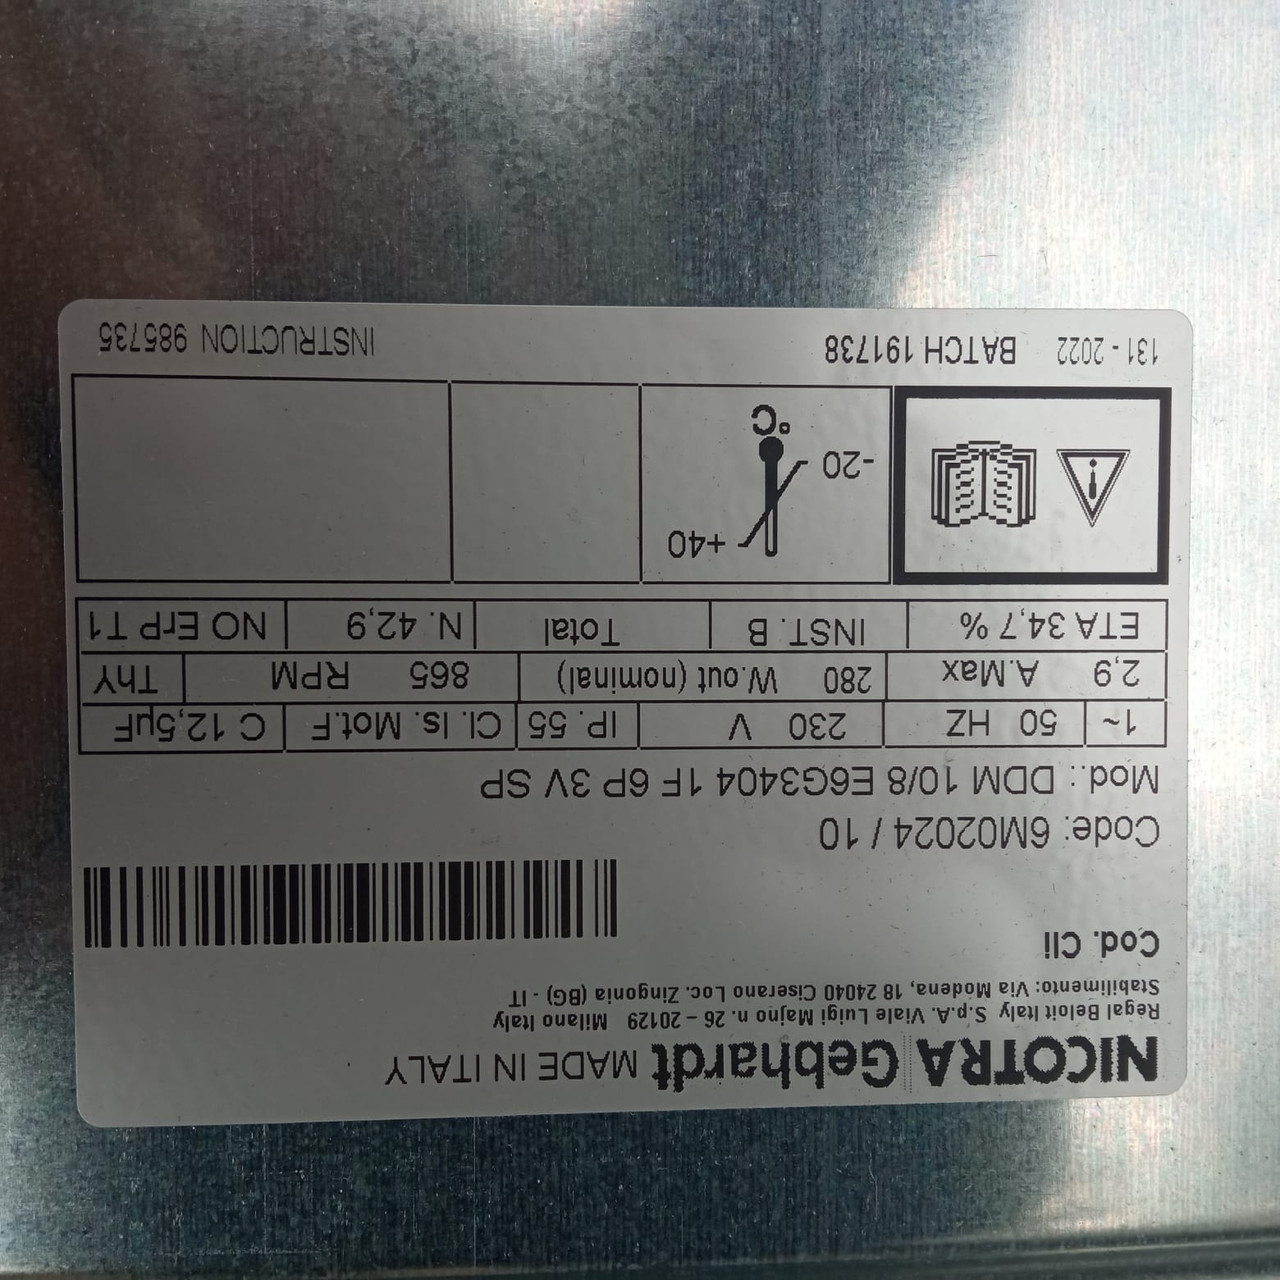 NICOTRA Gebhardt MADE IN ITALY
Regal Beloit Italy S.p.A. Viale Luigi Majno n. 26 – 20129 Milano Italy
Stabilimento: Via Modena, 18 24040 Ciserano Loc. Zingonia (BG) - IT
Cod. Cli
Code: 6M02024 / 10
Mod.: DDM 10/8 E6G3404 1F 6P 3V SP
1~ 50 HZ 230 V IP. 55 Cl. Is. Mot.F C 12,5µF
2,9 A.Max 280 W.out (nominal) 865 RPM ThY
ETA 34,7 % INST. B Total N. 42,9 NO ErP T1
+40
-20
°C
131 - 2022 BATCH 191738 INSTRUCTION 985735